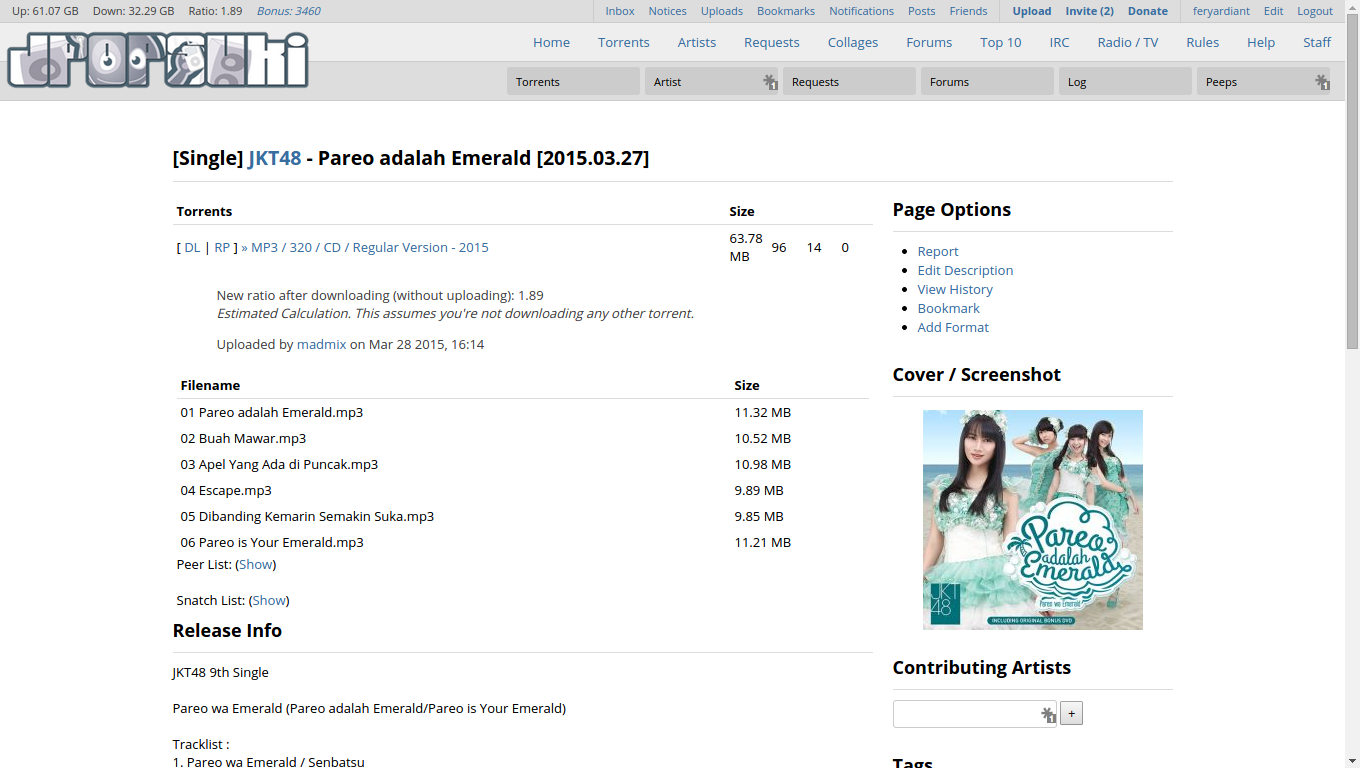 Up: 61.07 GB Down: 32.29 GB Ratio: 1.89 Bonus: 3460 Inbox Notices Uploads Bookmarks Notifications Posts Friends Upload Invite (2) Donate feryardiant Edit Logout
jpopsuki
Home Torrents Artists Requests Collages Forums Top 10 IRC Radio / TV Rules Help Staff
Torrents Artist Requests Forums Log Peeps
[Single] JKT48 - Pareo adalah Emerald [2015.03.27]
Torrents Size
[ DL | RP ] » MP3 / 320 / CD / Regular Version - 2015 63.78 MB 96 14 0
New ratio after downloading (without uploading): 1.89
Estimated Calculation. This assumes you're not downloading any other torrent.
Uploaded by madmix on Mar 28 2015, 16:14
Filename Size
01 Pareo adalah Emerald.mp3 11.32 MB
02 Buah Mawar.mp3 10.52 MB
03 Apel Yang Ada di Puncak.mp3 10.98 MB
04 Escape.mp3 9.89 MB
05 Dibanding Kemarin Semakin Suka.mp3 9.85 MB
06 Pareo is Your Emerald.mp3 11.21 MB
Peer List: (Show)
Snatch List: (Show)
Release Info
JKT48 9th Single
Pareo wa Emerald (Pareo adalah Emerald/Pareo is Your Emerald)
Tracklist :
1. Pareo wa Emerald / Senbatsu
Page Options
Report
Edit Description
View History
Bookmark
Add Format
Cover / Screenshot
Pareo
adalah
Emerald
Pareo wa Emerald
JKT
48
INCLUDING ORIGINAL BONUS DVD
Contributing Artists
+
Tags